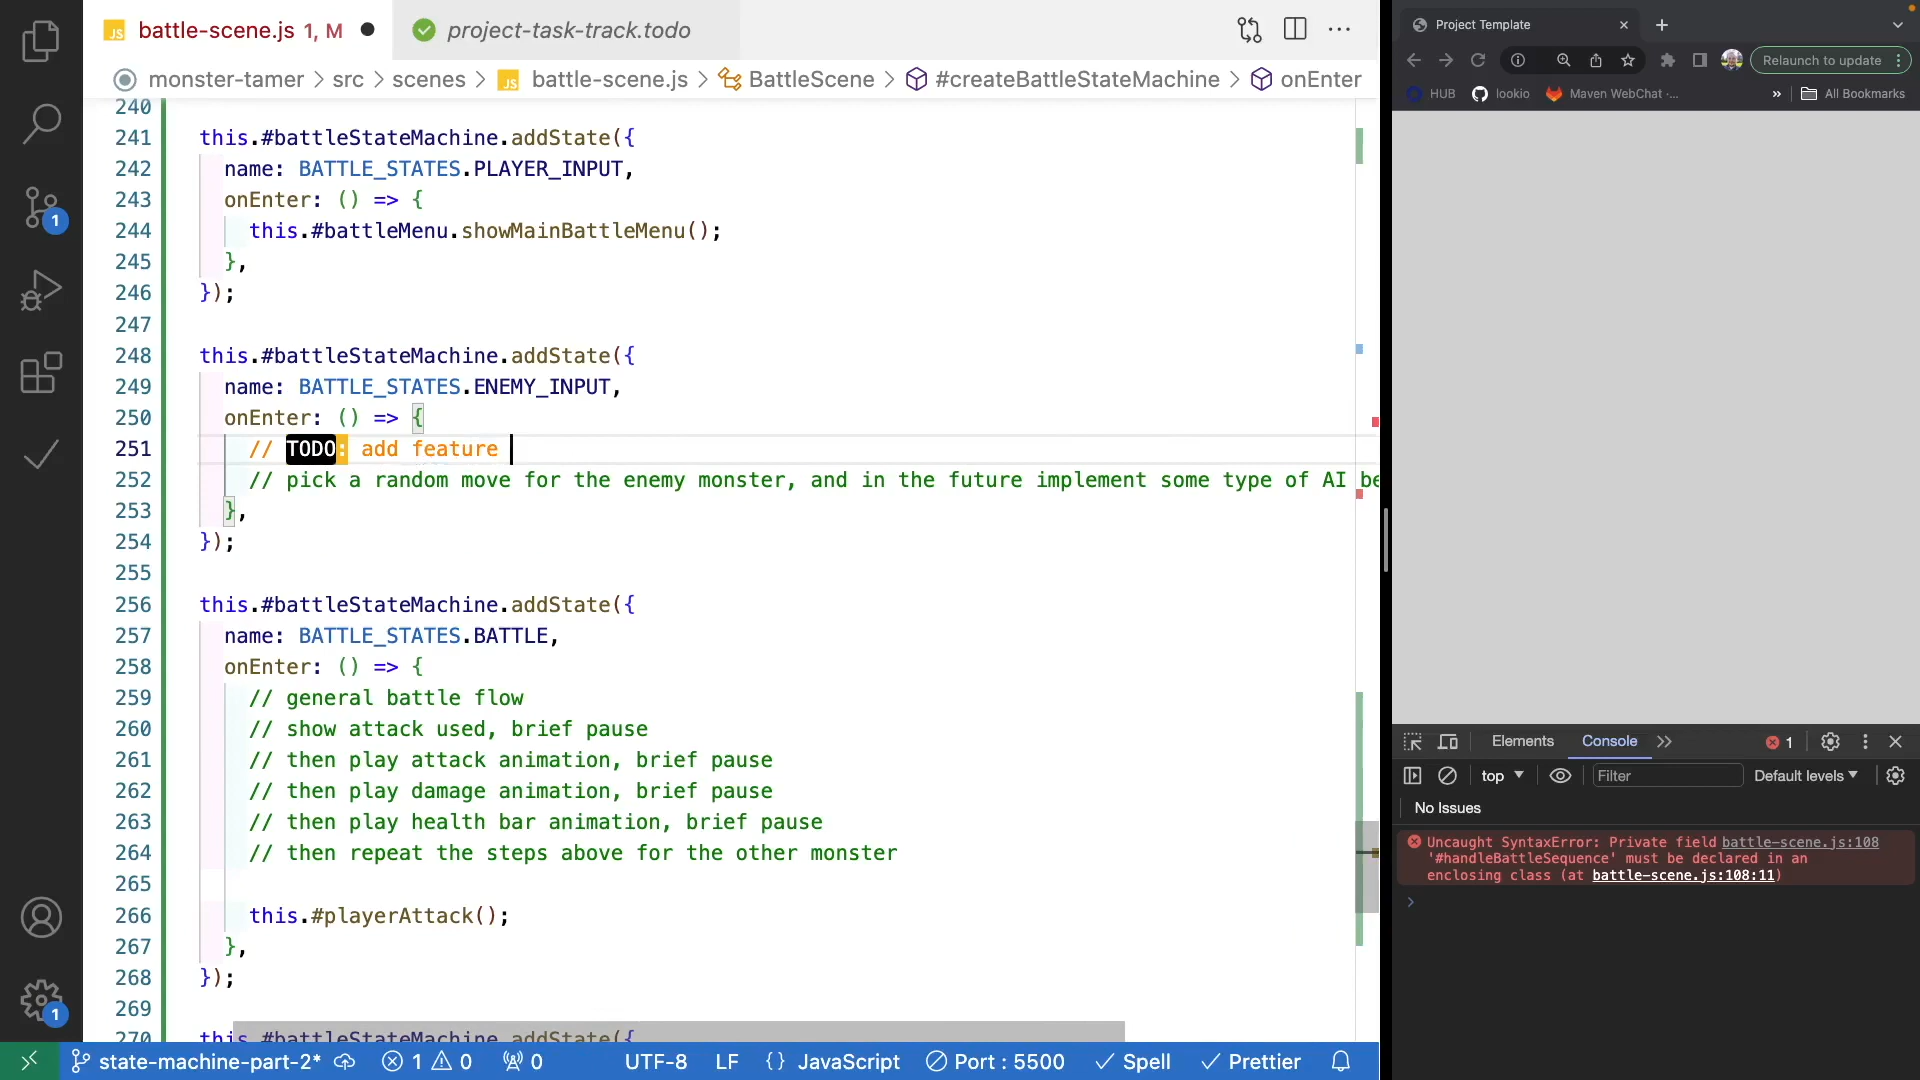 battle-scene.js 1, M
project-task-track.todo
monster-tamer > src > scenes > JS battle-scene.js > BattleScene > #createBattleStateMachine > onEnter
240
241 this.#battleStateMachine.addState({
242 name: BATTLE_STATES.PLAYER_INPUT,
243 onEnter: () => {
244 this.#battleMenu.showMainBattleMenu();
245 },
246 });
247
248 this.#battleStateMachine.addState({
249 name: BATTLE_STATES.ENEMY_INPUT,
250 onEnter: () => {
251 // TODO: add feature
252 // pick a random move for the enemy monster, and in the future implement some type of AI be
253 },
254 });
255
256 this.#battleStateMachine.addState({
257 name: BATTLE_STATES.BATTLE,
258 onEnter: () => {
259 // general battle flow
260 // show attack used, brief pause
261 // then play attack animation, brief pause
262 // then play damage animation, brief pause
263 // then play health bar animation, brief pause
264 // then repeat the steps above for the other monster
265
266 this.#playerAttack();
267 },
268 });
269
270 this.#battleStateMachine.addState({
1
1
state-machine-part-2* 1 0 0 UTF-8 LF {} JavaScript Port : 5500 Spell Prettier
Project Template
Relaunch to update
HUB lookio Maven WebChat -... » All Bookmarks
Elements Console 1
top Filter Default levels
No Issues
Uncaught SyntaxError: Private field battle-scene.js:108
'#handleBattleSequence' must be declared in an
enclosing class (at battle-scene.js:108:11)